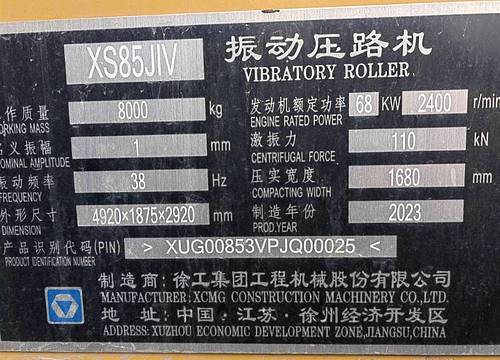 XS85JIV 振动压路机
VIBRATORY ROLLER
作质量 8000 kg 发动机额定功率 68 KW 2400 r/min
ORKING MASS ENGINE RATED POWER
名义振幅 1 mm 激振力 110 kN
OMINAL AMPLITUDE CENTRIFUGAL FORCE
振动频率 38 Hz 压实宽度 1680 mm
FREQUENCY COMPACTING WIDTH
外形尺寸 4920×1875×2920 mm 制造年份 2023
DIMENSION PROD.YEAR
产品识别代码(PIN) > XUG00853VPJQ00025 <
PRODUCT IDENTIFICATION NUMBER
制造商:徐工集团工程机械股份有限公司
MANUFACTURER:XCMG CONSTRUCTION MACHINERY CO.,LTD.
地 址:中国·江苏·徐州经济开发区
ADDRESS:XUZHOU ECONOMIC DEVELOPMENT ZONE,JIANGSU,CHINA